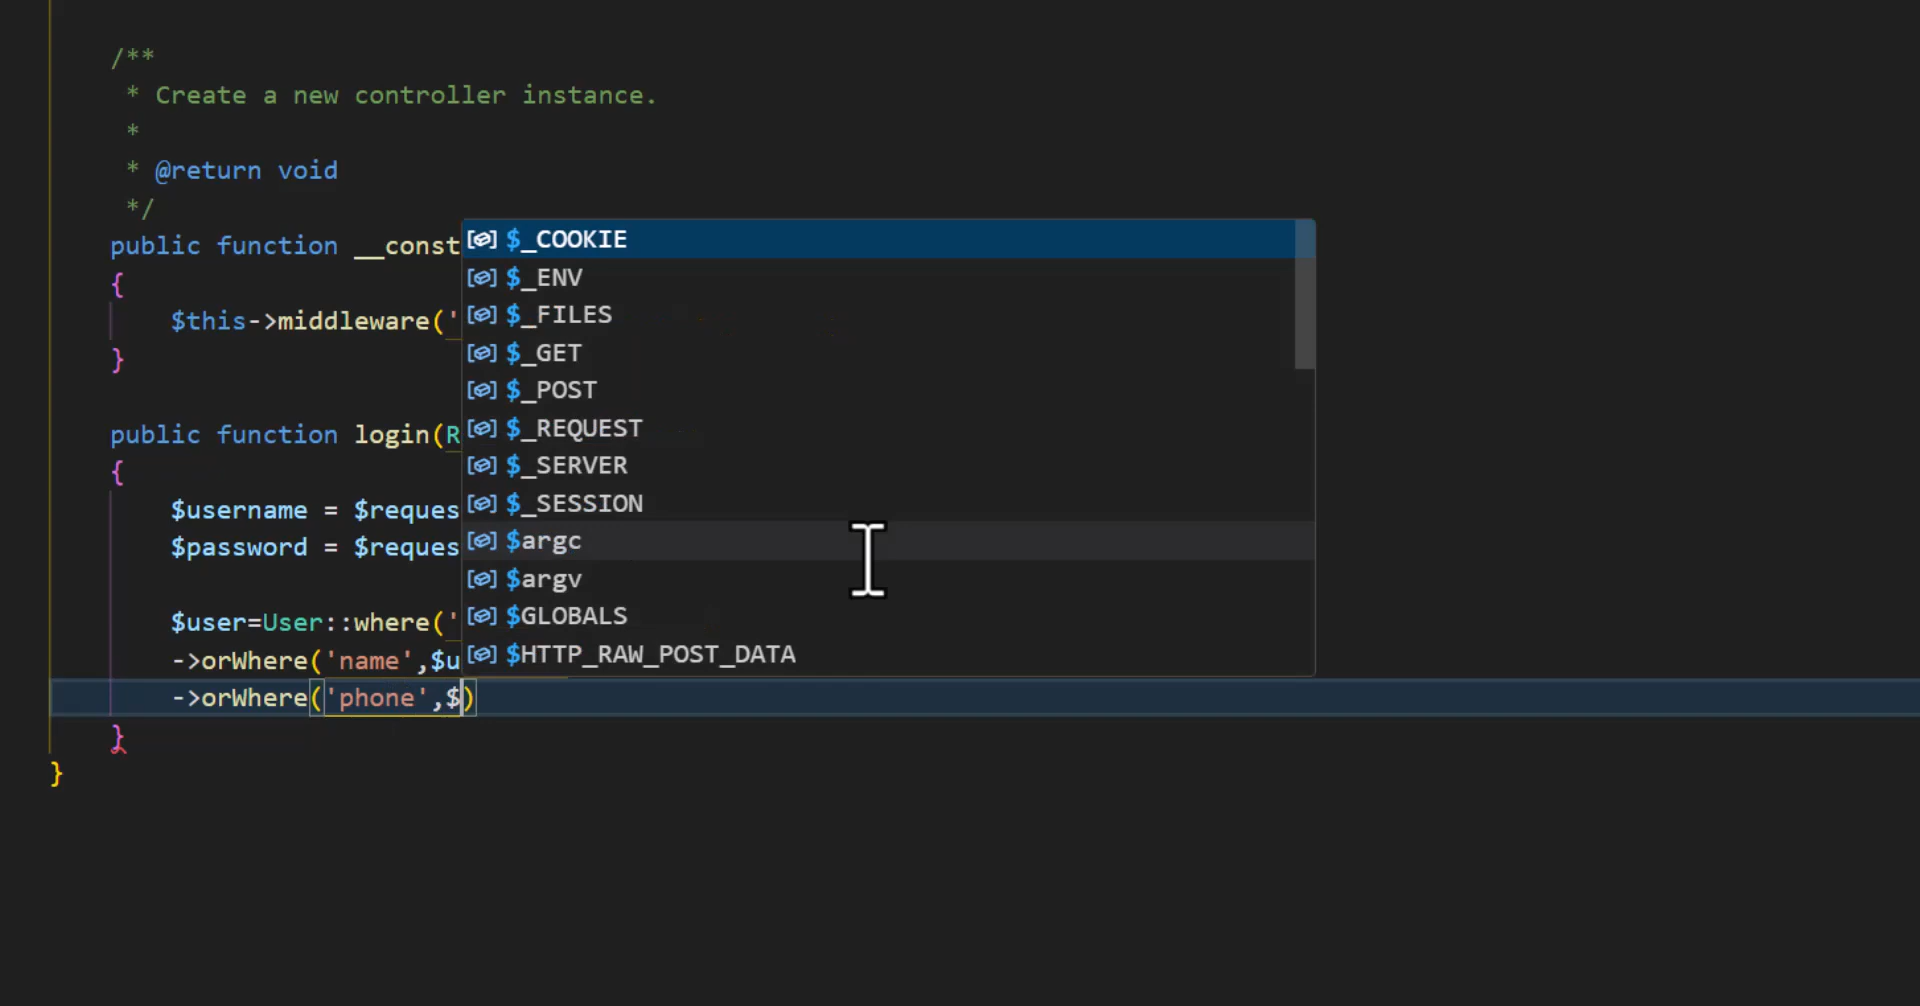 /**
* Create a new controller instance.
*
* @return void
*/
public function __const
{
$this->middleware('
}
public function login(R
{
$username = $reques
$password = $reques
$user=User::where('
->orWhere('name',$u
->orWhere('phone',$)
}
}
$_COOKIE
$_ENV
$_FILES
$_GET
$_POST
$_REQUEST
$_SERVER
$_SESSION
$argc
$argv
$GLOBALS
$HTTP_RAW_POST_DATA